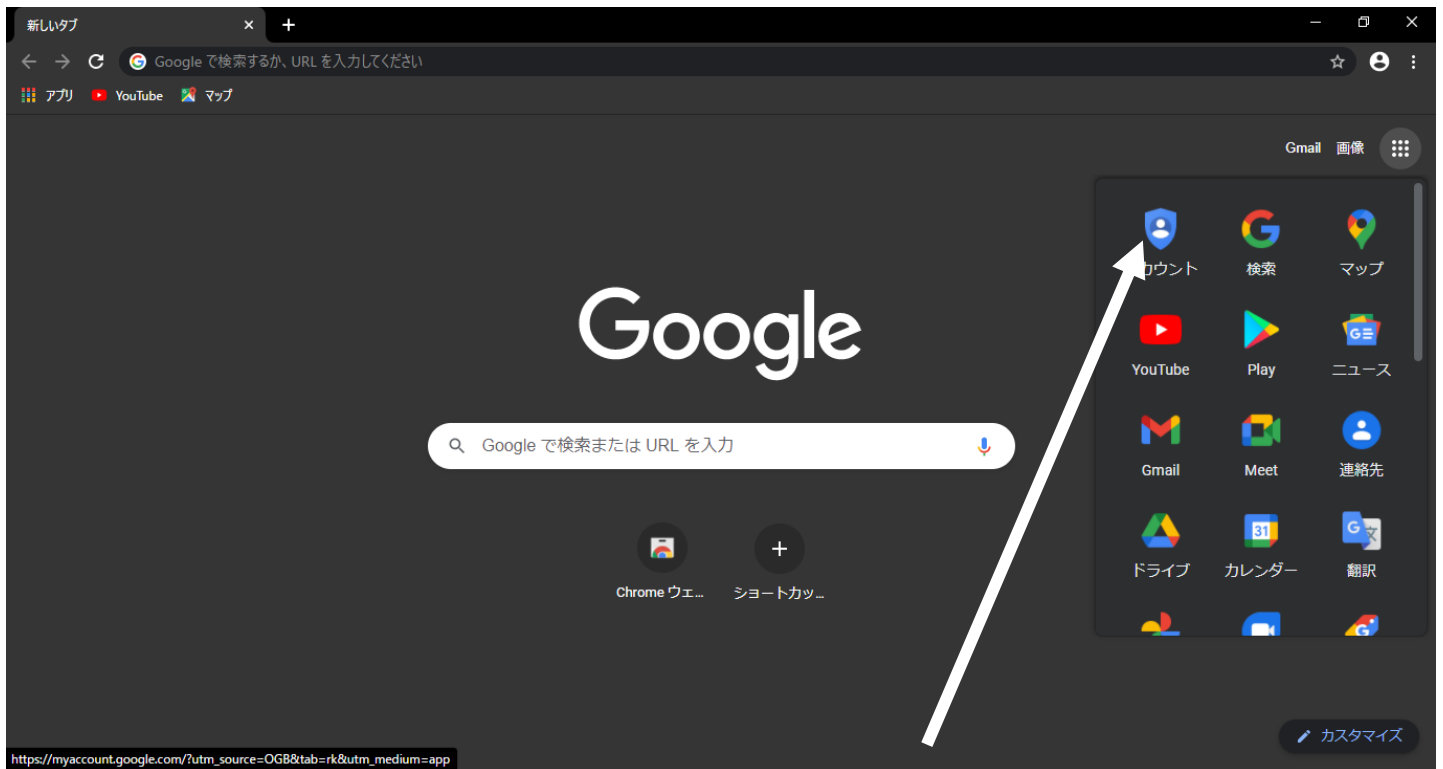 新しいタブ
Google で検索するか、URL を入力してください
アプリ YouTube マップ
Gmail 画像
Google
カウント 検索 マップ
YouTube Play ニュース
Google で検索または URL を入力
Gmail Meet 連絡先
31
ドライブ カレンダー 翻訳
Chrome ウェ... ショートカッ...
カスタマイズ
https://myaccount.google.com/?utm_source=OGB&tab=rk&utm_medium=app